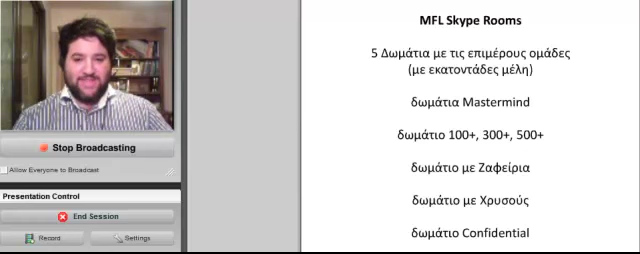 Stop Broadcasting
Allow Everyone to Broadcast
Presentation Control
End Session
Record
Settings
MFL Skype Rooms
5 Δωμάτια με τις επιμέρους ομάδες
(με εκατοντάδες μέλη)
δωμάτια Mastermind
δωμάτιο 100+, 300+, 500+
δωμάτιο με Ζαφείρια
δωμάτιο με Χρυσούς
δωμάτιο Confidential